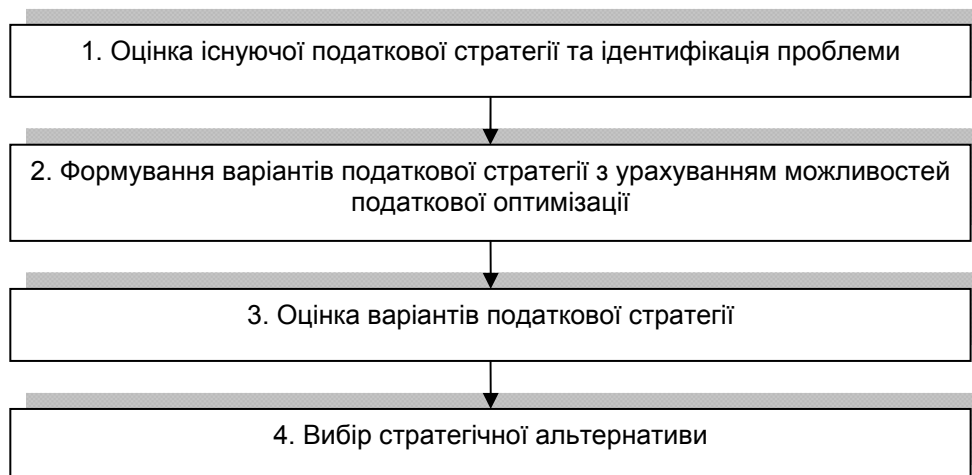 1. Оцінка існуючої податкової стратегії та ідентифікація проблеми
2. Формування варіантів податкової стратегії з урахуванням можливостей
податкової оптимізації
3. Оцінка варіантів податкової стратегії
4. Вибір стратегічної альтернативи